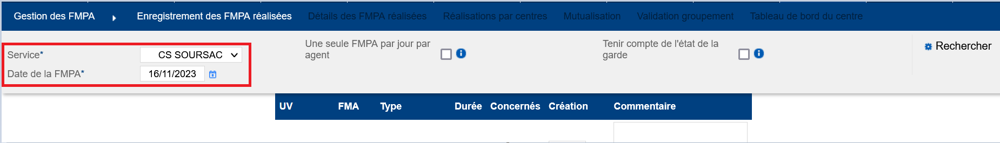 Gestion des FMPA Enregistrement des FMPA réalisées Détails des FMPA réalisées Réalisations par centres Mutualisation Validation groupement Tableau de bord du centre
Service* CS SOURSAC
Date de la FMPA* 16/11/2023
Une seule FMPA par jour par
agent
Tenir compte de l'état de la
garde
Rechercher
UV FMA Type Durée Concernés Création Commentaire